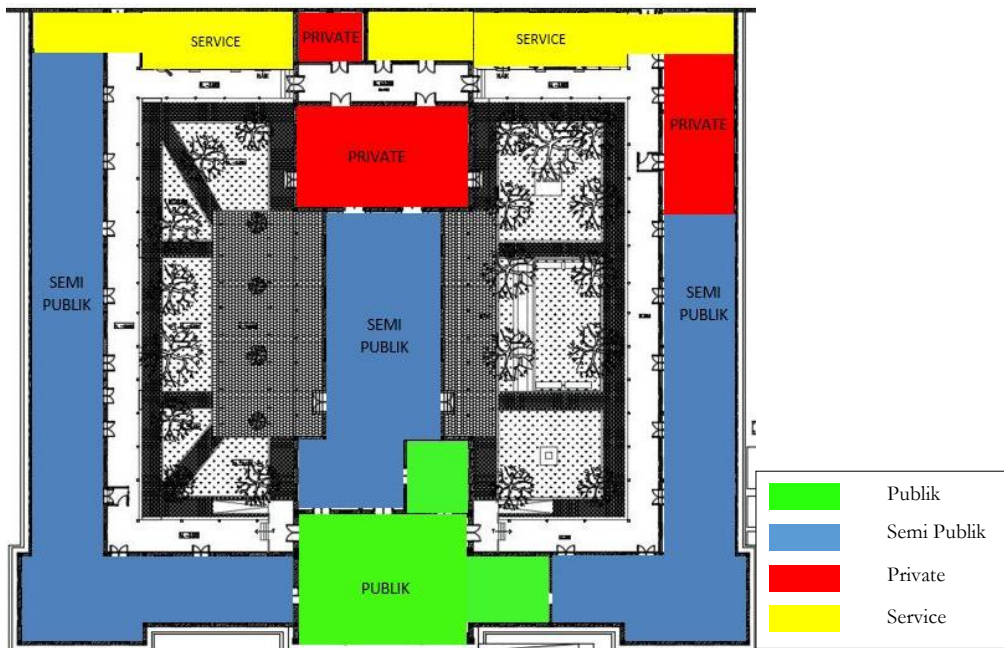 SERVICE
PRIVATE
SERVICE
PRIVATE
PRIVATE
SEMI
PUBLIK
SEMI
PUBLIK
SEMI
PUBLIK
PUBLIK
Publik
Semi Publik
Private
Service